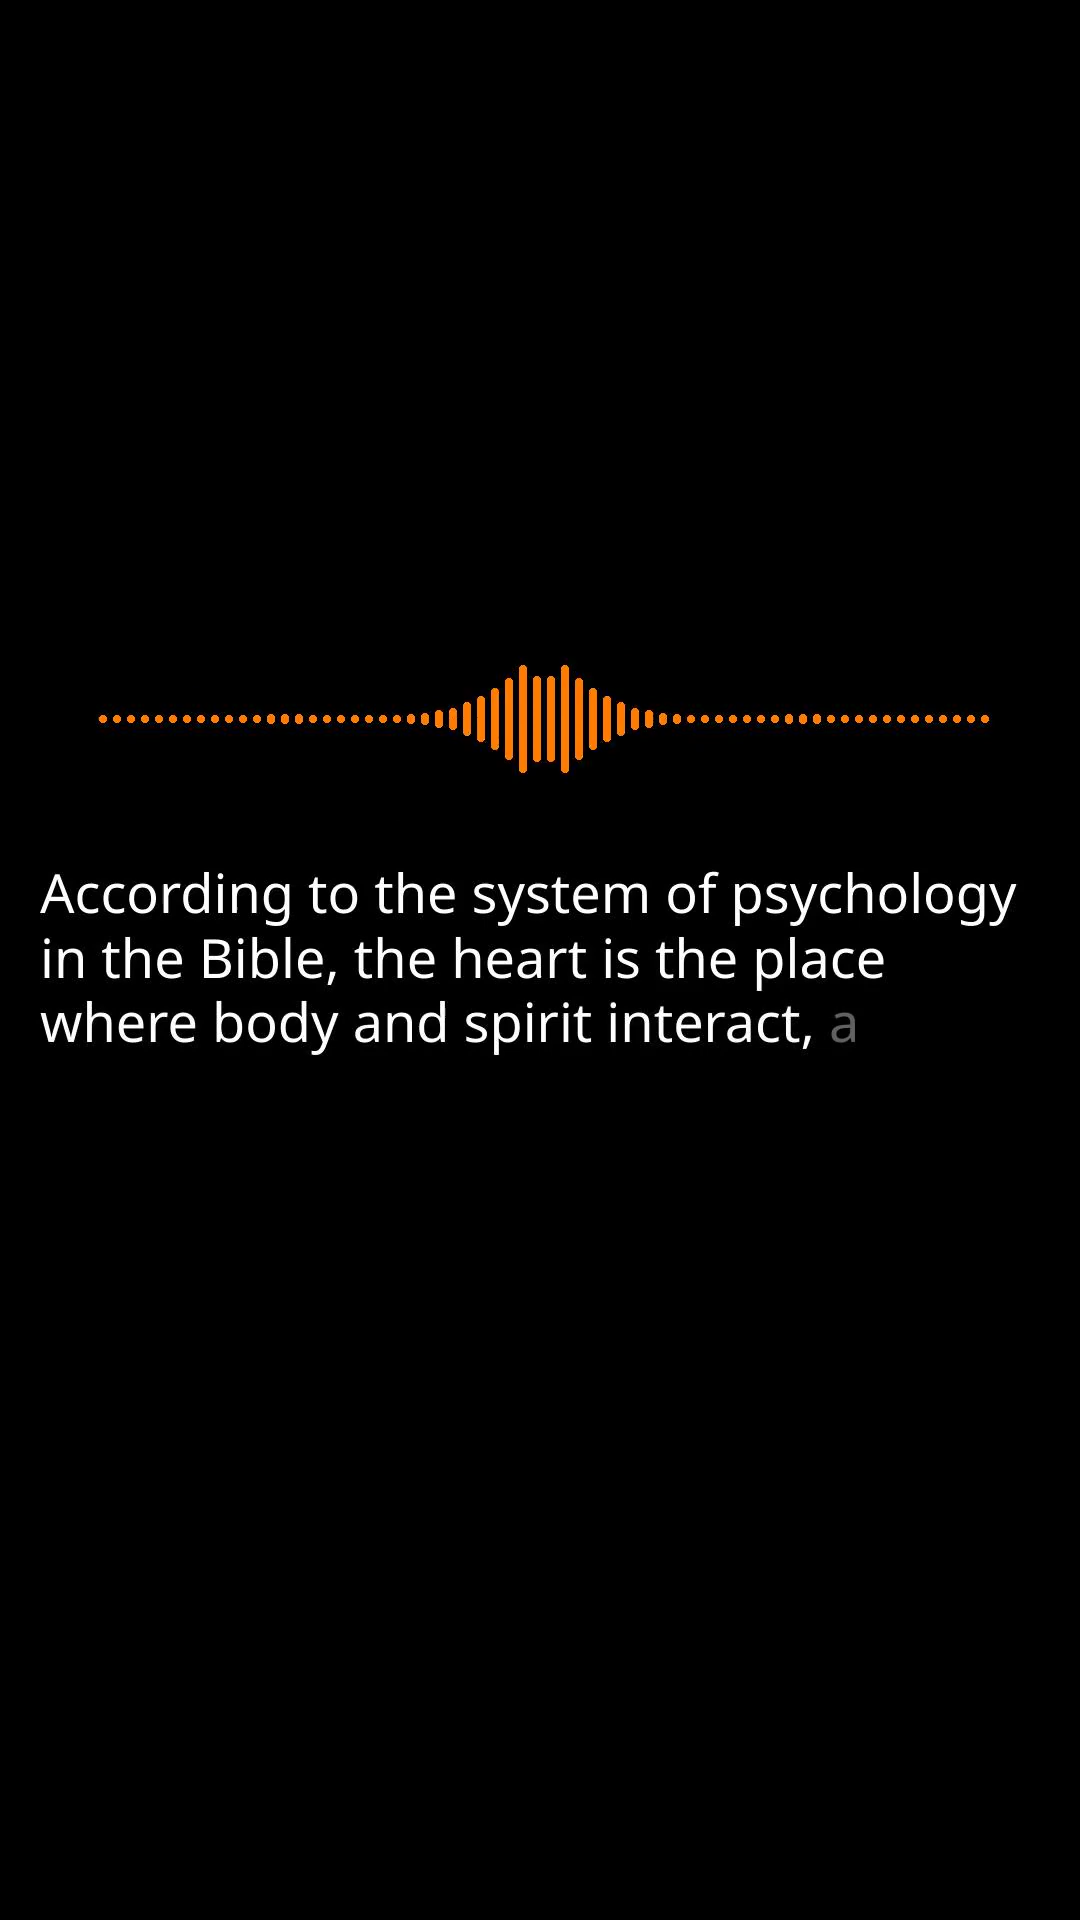 According to the system of psychology
in the Bible, the heart is the place
where body and spirit interact, a